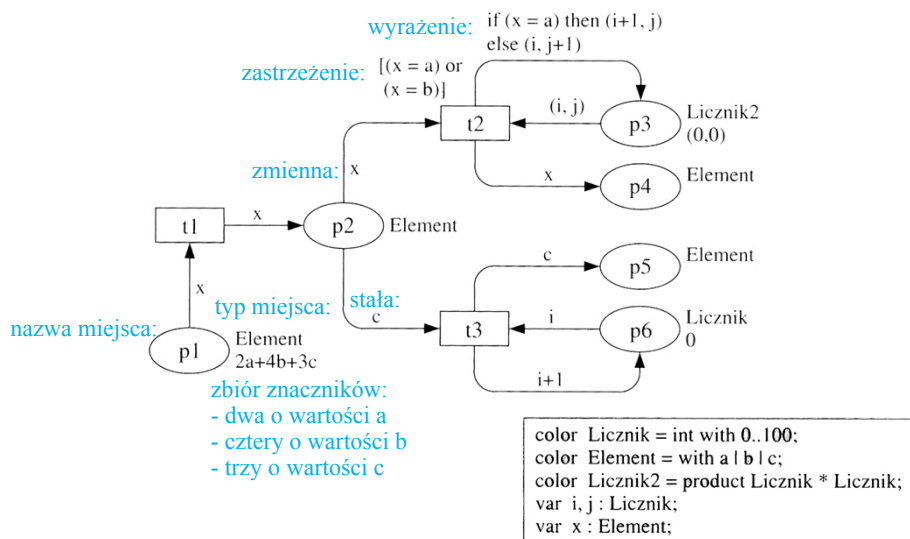 wyrażenie: if (x = a) then (i+1, j)
else (i, j+1)
zastrzeżenie: [(x = a) or
(x = b)]
t2
(i, j)
p3
Licznik2
(0,0)
zmienna: x
x
p4
Element
t1
x
p2
Element
x
c
p5
Element
typ miejsca:
stała:
c
t3
i
p6
Licznik
0
nazwa miejsca:
p1
Element
2a+4b+3c
i+1
zbiór znaczników:
- dwa o wartości a
- cztery o wartości b
- trzy o wartości c
color Licznik = int with 0..100;
color Element = with a | b | c;
color Licznik2 = product Licznik * Licznik;
var i, j : Licznik;
var x : Element;